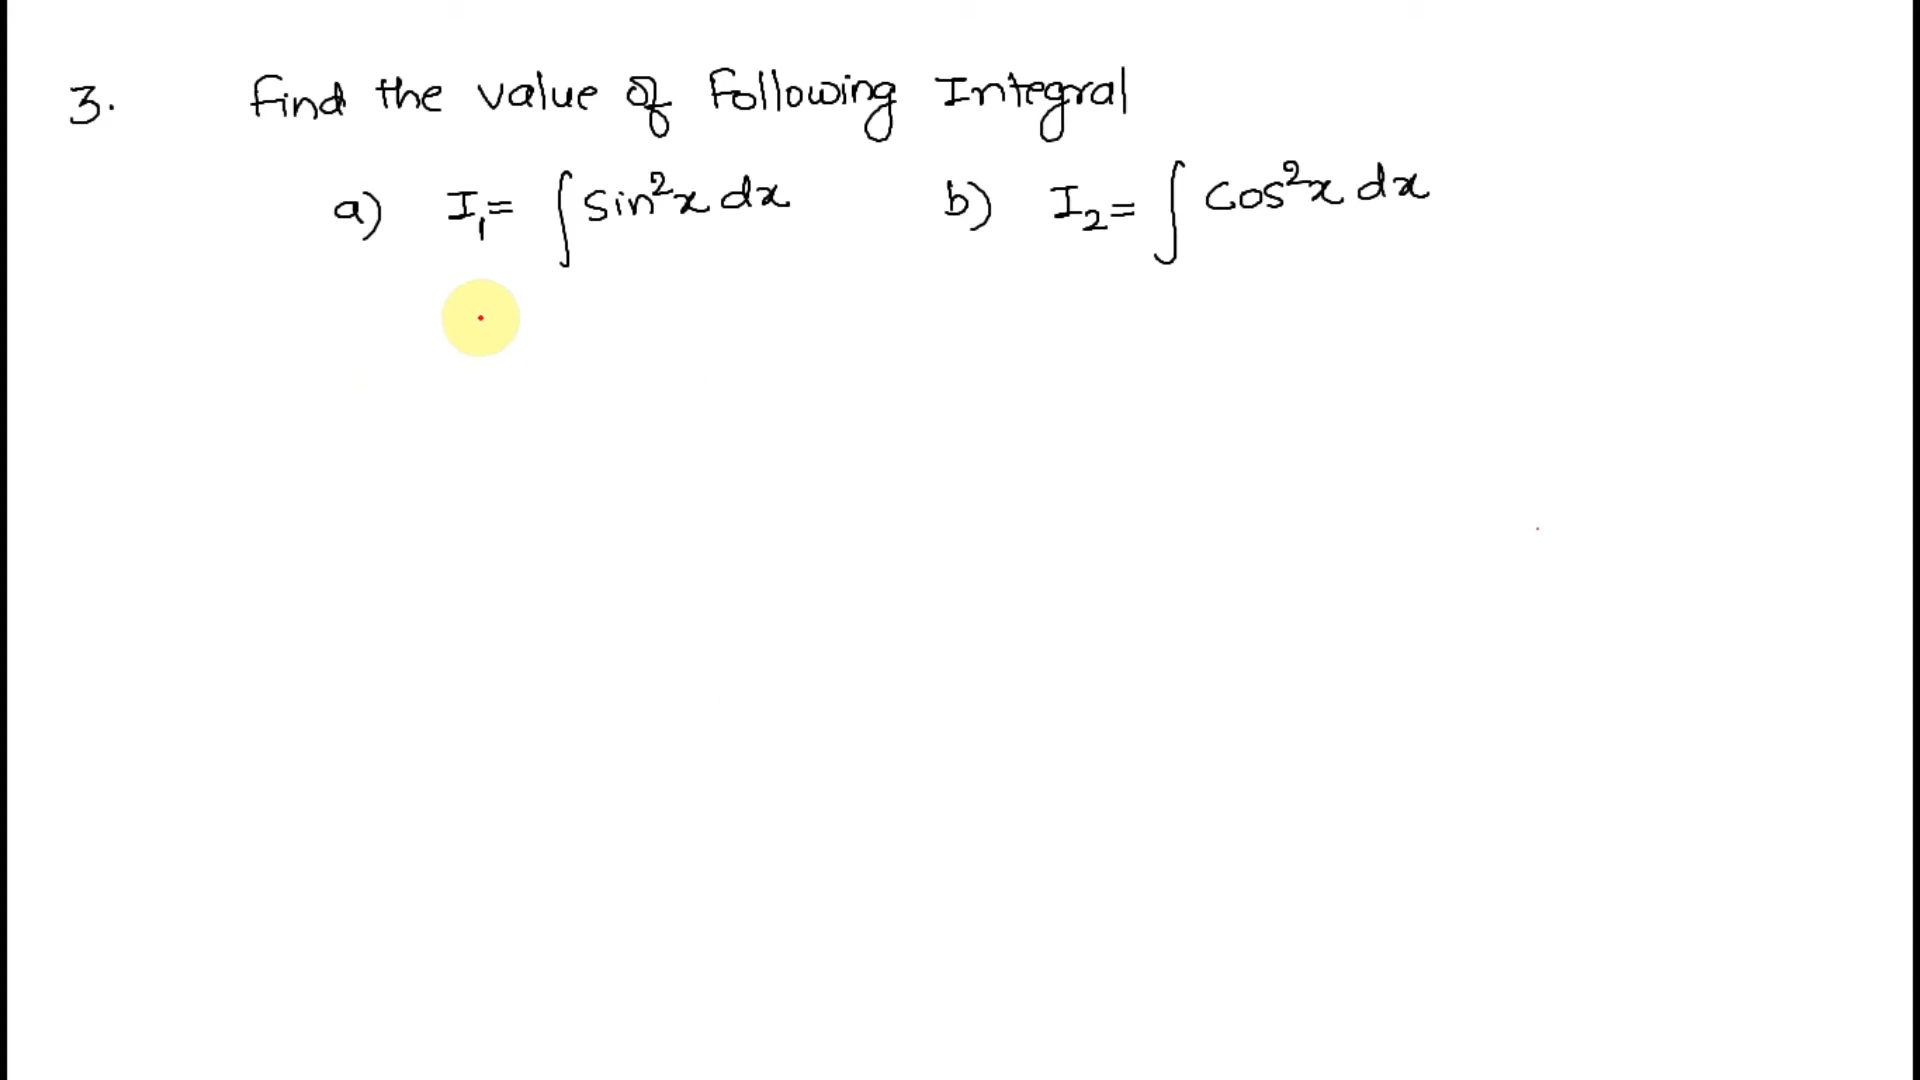 3. Find the value of Following Integral
a) I₁= ∫ sin²x dx b) I₂= ∫ cos²x dx